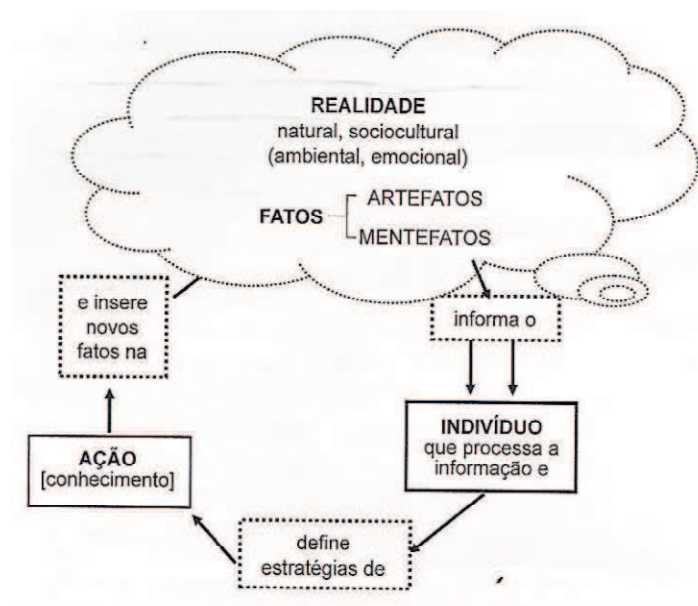 REALIDADE
natural, sociocultural
(ambiental, emocional)
FATOS
ARTEFATOS
MENTEFATOS
informa o
INDIVÍDUO
que processa a
informação e
define
estratégias de
AÇÃO
[conhecimento]
e insere
novos
fatos na